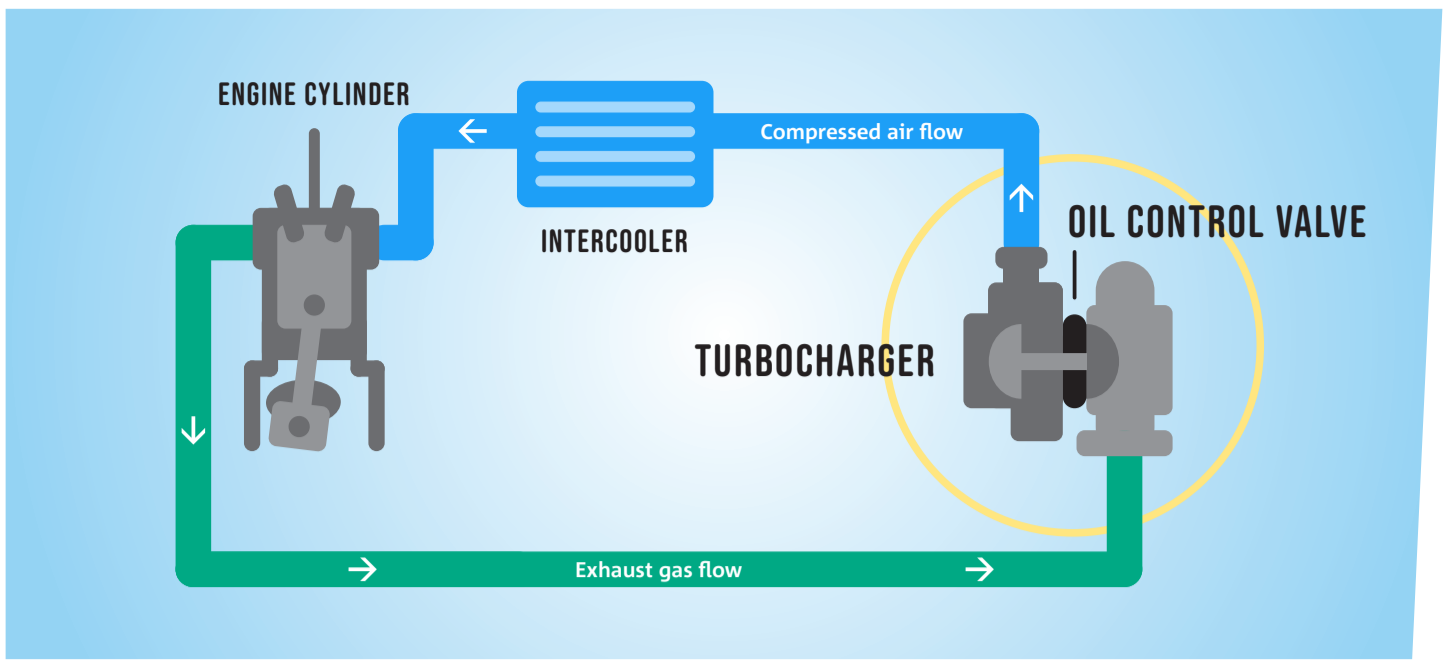 ENGINE CYLINDER
Compressed air flow
OIL CONTROL VALVE
INTERCOOLER
TURBOCHARGER
Exhaust gas flow